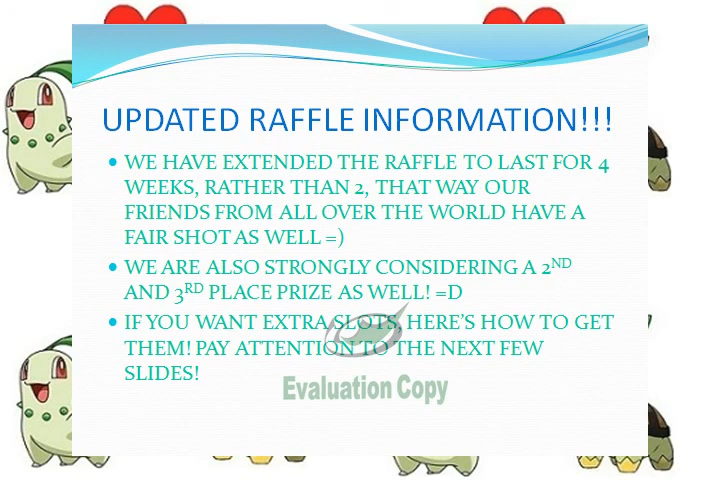 UPDATED RAFFLE INFORMATION!!!
• WE HAVE EXTENDED THE RAFFLE TO LAST FOR 4
WEEKS, RATHER THAN 2, THAT WAY OUR
FRIENDS FROM ALL OVER THE WORLD HAVE A
FAIR SHOT AS WELL =)
• WE ARE ALSO STRONGLY CONSIDERING A 2ND
AND 3RD PLACE PRIZE AS WELL! =D
• IF YOU WANT EXTRA SLOTS, HERE'S HOW TO GET
THEM! PAY ATTENTION TO THE NEXT FEW
SLIDES!
Evaluation Copy